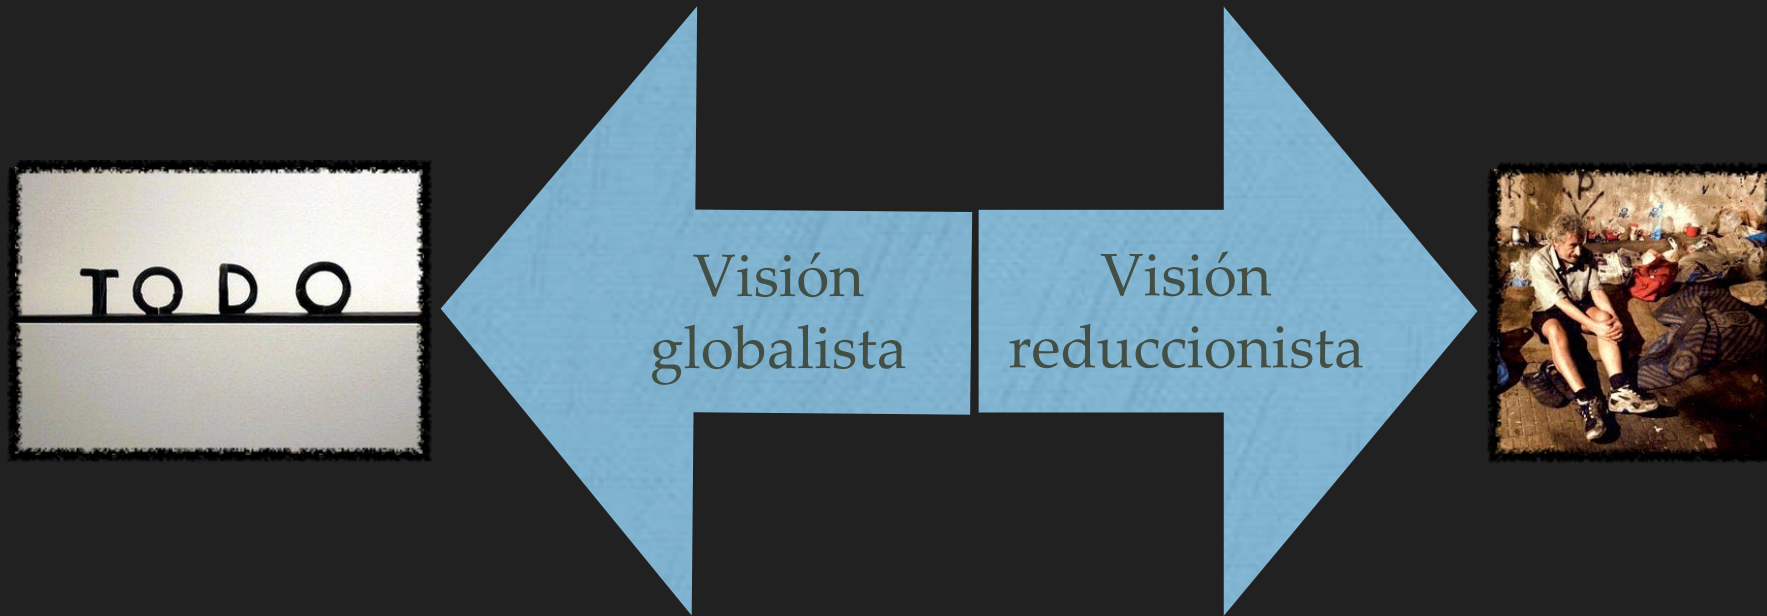 TODO
Visión
globalista
Visión
reduccionista